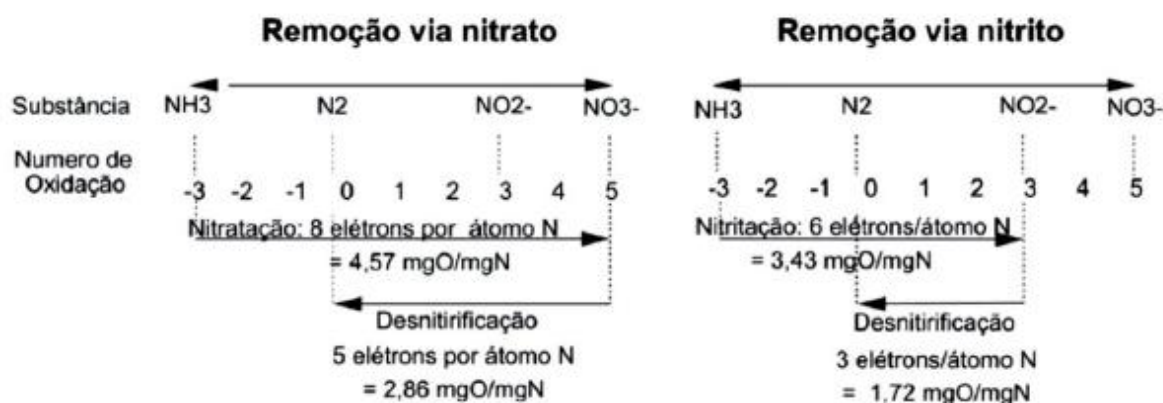 Remoção via nitrato
Substância NH3 N2 NO2- NO3-
Numero de
Oxidação
-3 -2 -1 0 1 2 3 4 5
Nitratação: 8 elétrons por átomo N
= 4,57 mgO/mgN
Desnitirificação
5 elétrons por átomo N
= 2,86 mgO/mgN
Remoção via nitrito
NH3 N2 NO2- NO3-
-3 -2 -1 0 1 2 3 4 5
Nitritação: 6 elétrons/átomo N
= 3,43 mgO/mgN
Desnitirificação
3 elétrons/átomo N
= 1,72 mgO/mgN